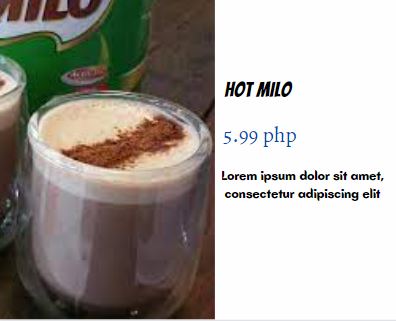 MILO
HOT MILO
5.99 php
Lorem ipsum dolor sit amet,
consectetur adipiscing elit